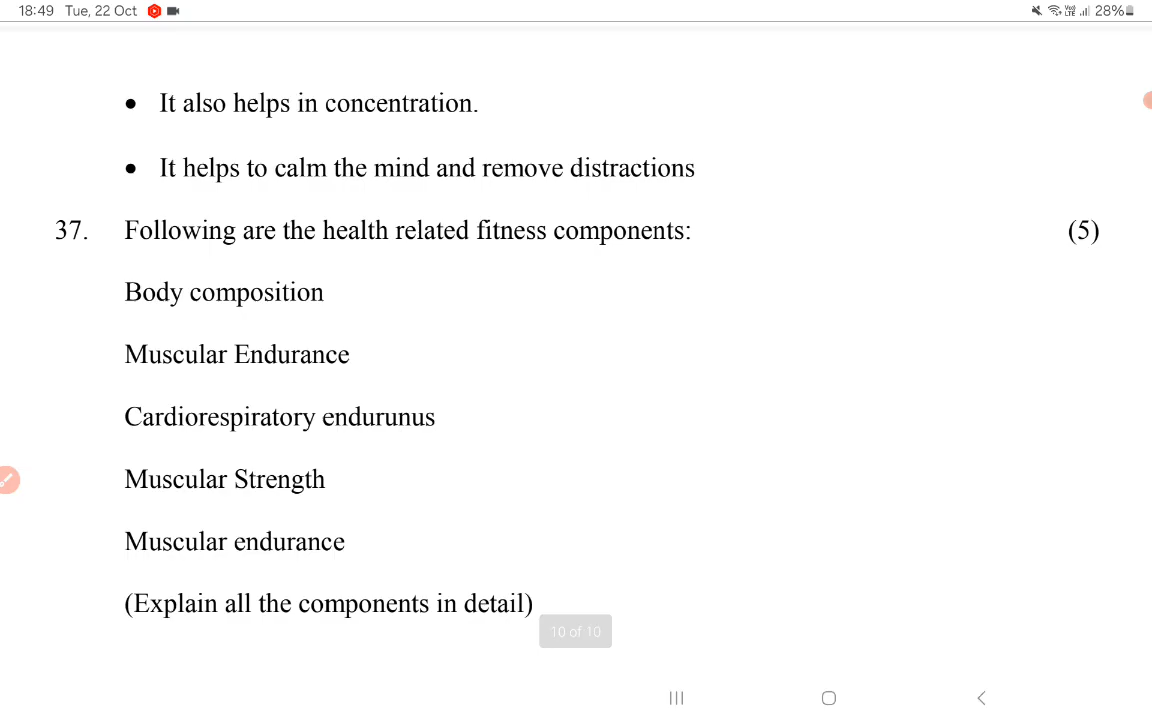 18:49 Tue, 22 Oct 28%
• It also helps in concentration.
• It helps to calm the mind and remove distractions
37. Following are the health related fitness components: (5)
Body composition
Muscular Endurance
Cardiorespiratory endurunus
Muscular Strength
Muscular endurance
(Explain all the components in detail)
10 of 10